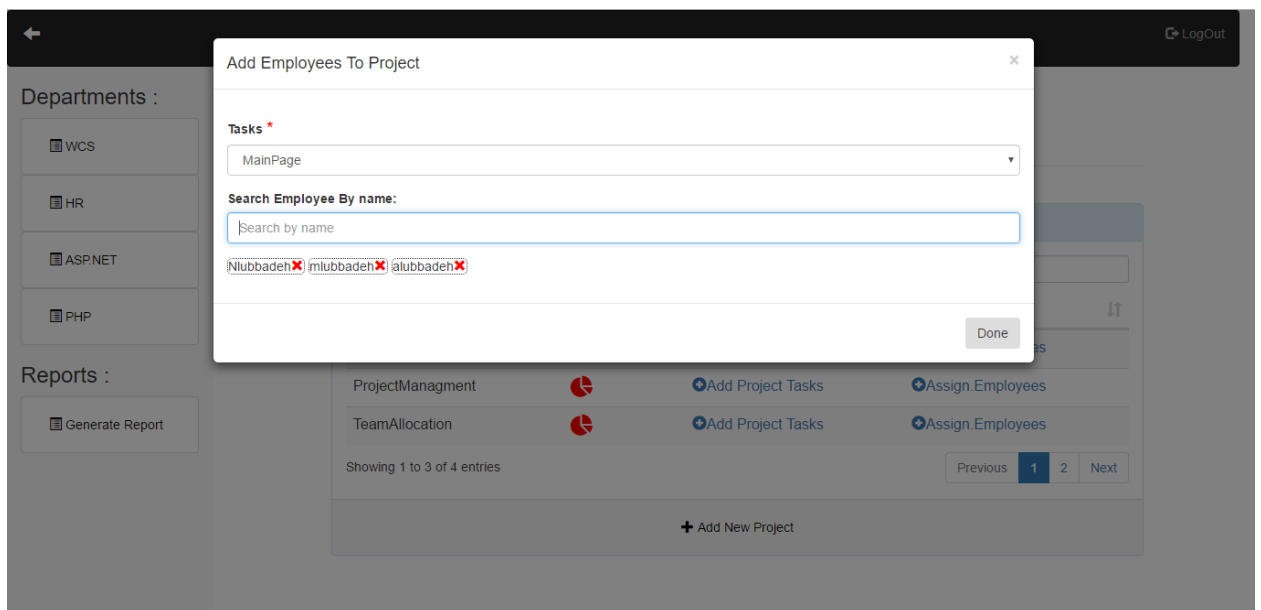 LogOut
Add Employees To Project
×
Departments :
Tasks *
WCS
MainPage
Search Employee By name:
HR
Search by name
ASP.NET
Nlubbadeh mlubbadeh alubbadeh
PHP
Done
es
Reports :
ProjectManagment Add Project Tasks Assign.Employees
Generate Report
TeamAllocation Add Project Tasks Assign.Employees
Showing 1 to 3 of 4 entries
Previous 1 2 Next
Add New Project